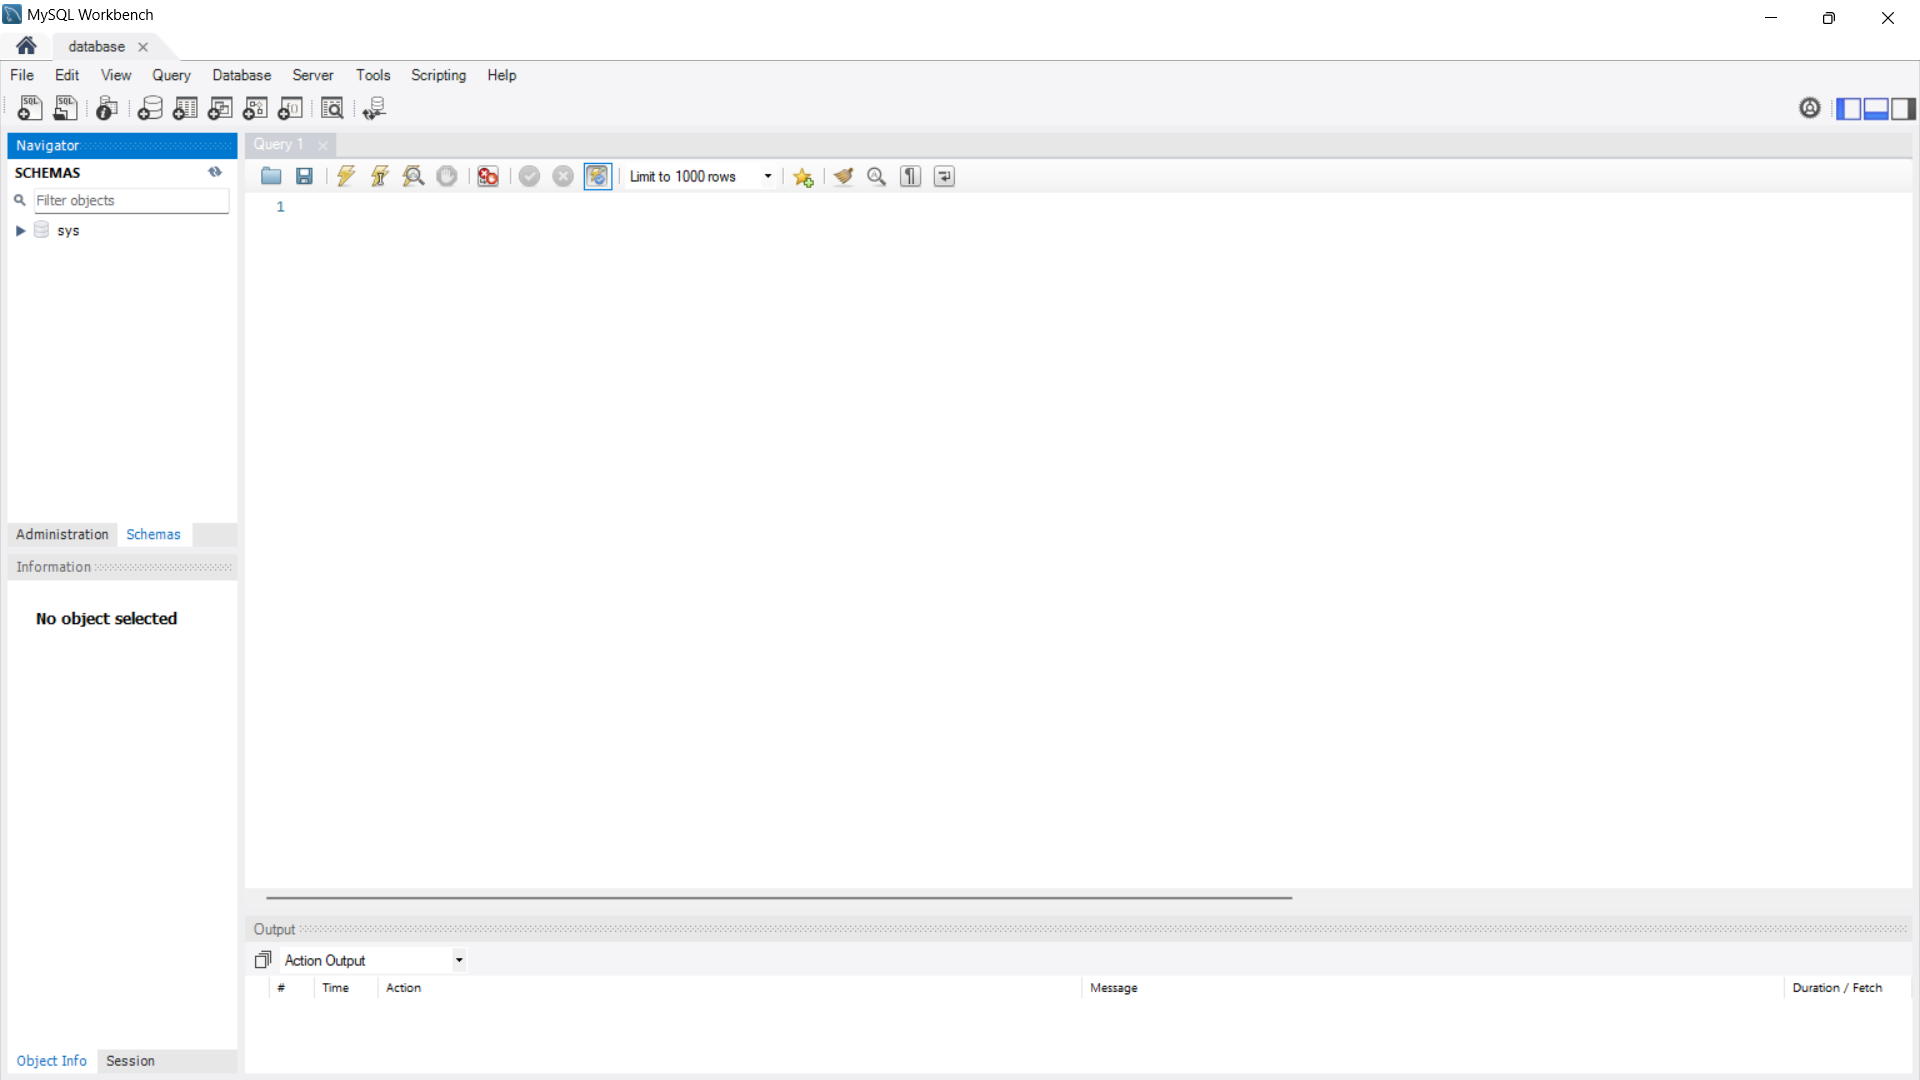 MySQL Workbench
database
File Edit View Query Database Server Tools Scripting Help
SQL SQL
Navigator
Query 1
SCHEMAS
Limit to 1000 rows
Filter objects
1
sys
Administration Schemas
Information
No object selected
Output
Action Output
# Time Action Message Duration / Fetch
Object Info Session